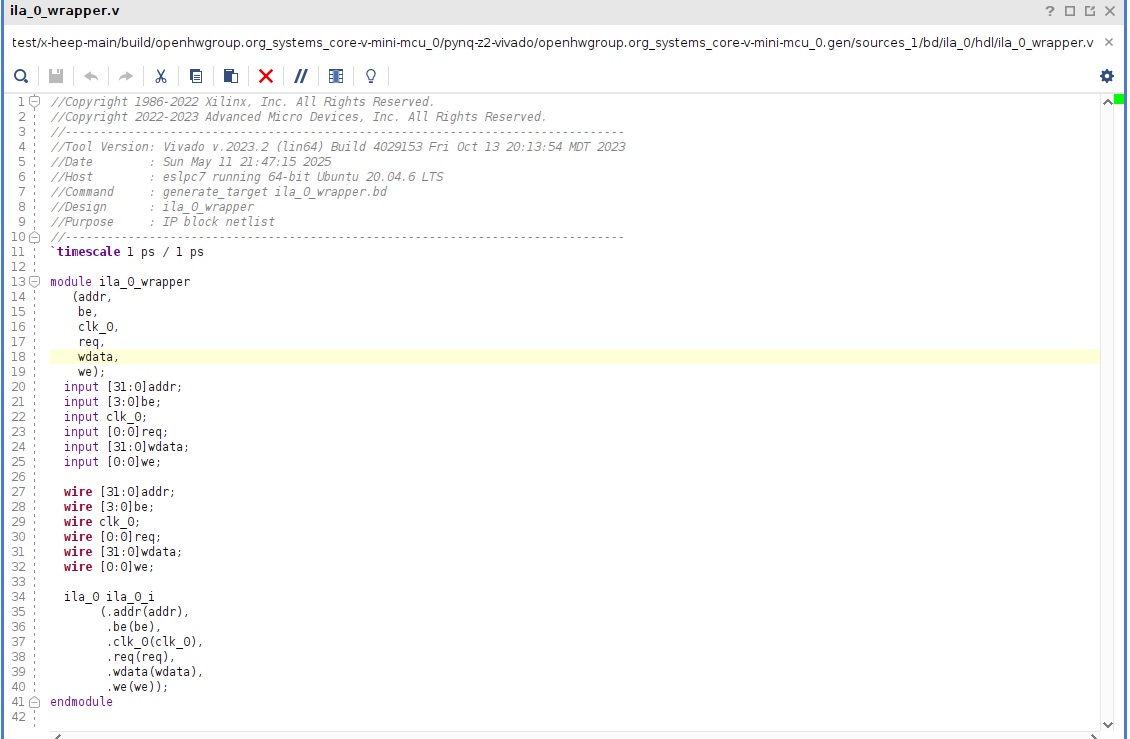 ila_0_wrapper.v
test/x-heep-main/build/openhwgroup.org_systems_core-v-mini-mcu_0/pynq-z2-vivado/openhwgroup.org_systems_core-v-mini-mcu_0.gen/sources_1/bd/ila_0/hdl/ila_0_wrapper.v
1 //Copyright 1986-2022 Xilinx, Inc. All Rights Reserved.
2 //Copyright 2022-2023 Advanced Micro Devices, Inc. All Rights Reserved.
3 //--------------------------------------------------------------------------------
4 //Tool Version: Vivado v.2023.2 (lin64) Build 4029153 Fri Oct 13 20:13:54 MDT 2023
5 //Date        : Sun May 11 21:47:15 2025
6 //Host        : eslpc7 running 64-bit Ubuntu 20.04.6 LTS
7 //Command     : generate_target ila_0_wrapper.bd
8 //Design      : ila_0_wrapper
9 //Purpose     : IP block netlist
10 //--------------------------------------------------------------------------------
11 `timescale 1 ps / 1 ps
12
13 module ila_0_wrapper
14    (addr,
15     be,
16     clk_0,
17     req,
18     wdata,
19     we);
20   input [31:0]addr;
21   input [3:0]be;
22   input clk_0;
23   input [0:0]req;
24   input [31:0]wdata;
25   input [0:0]we;
26
27   wire [31:0]addr;
28   wire [3:0]be;
29   wire clk_0;
30   wire [0:0]req;
31   wire [31:0]wdata;
32   wire [0:0]we;
33
34   ila_0 ila_0_i
35        (.addr(addr),
36         .be(be),
37         .clk_0(clk_0),
38         .req(req),
39         .wdata(wdata),
40         .we(we));
41 endmodule
42